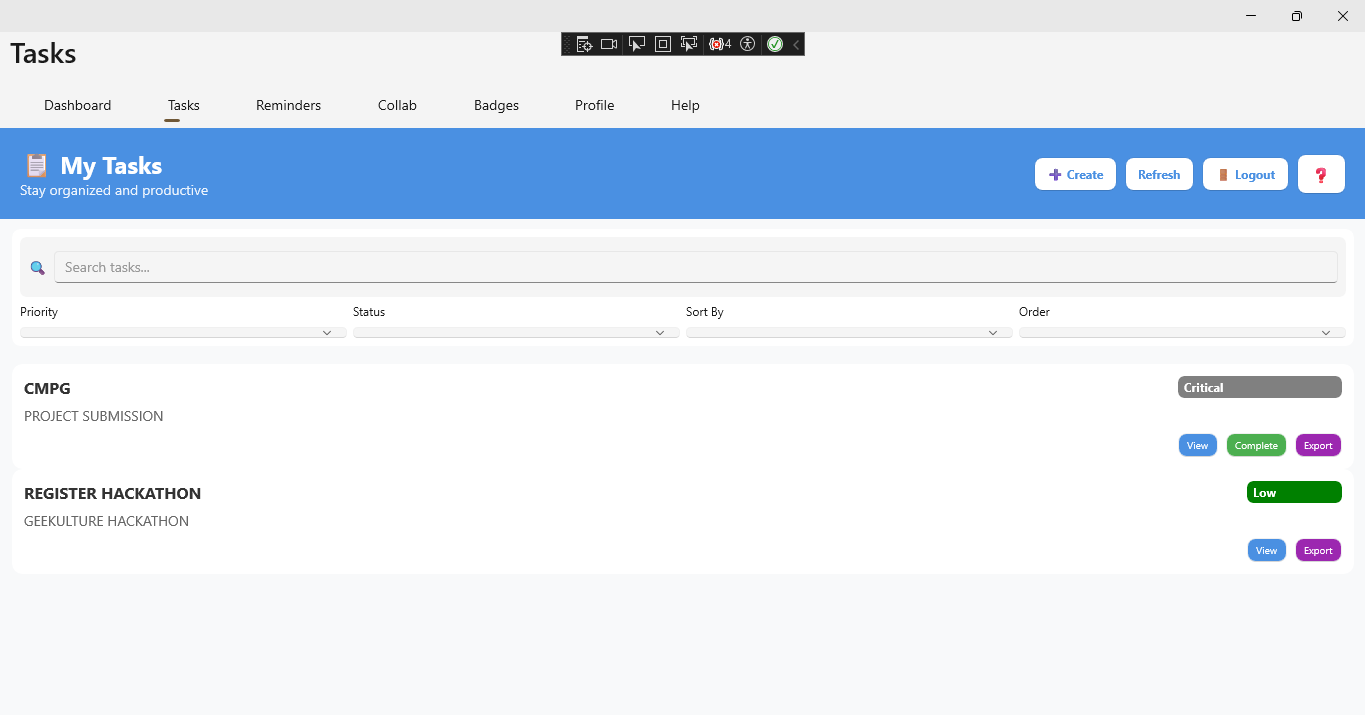 Tasks
4
Dashboard Tasks Reminders Collab Badges Profile Help
My Tasks
Stay organized and productive
Create Refresh Logout
Search tasks...
Priority Status Sort By Order
CMPG
Critical
PROJECT SUBMISSION
View Complete Export
REGISTER HACKATHON
Low
GEEKULTURE HACKATHON
View Export